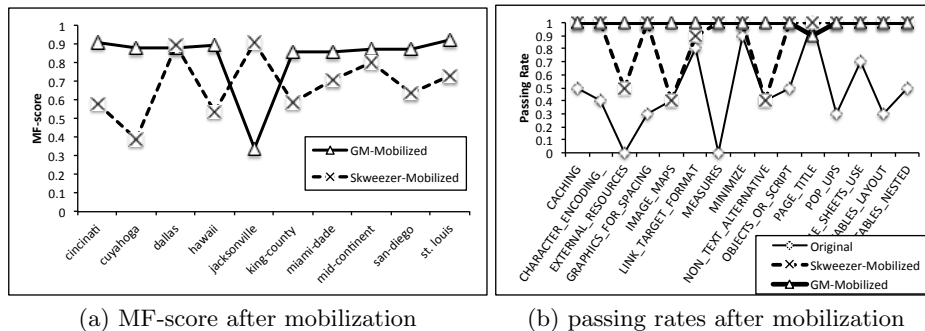 1
0.9
0.8
0.7
0.6
0.5
0.4
0.3
0.2
0.1
0
MF-score
GM-Mobilized
Skweezer-Mobilized
cincinati
cuyahoga
dallas
hawaii
jacksonville
king-county
miami-dade
mid-continent
san-diego
st. louis
(a) MF-score after mobilization
1
0.9
0.8
0.7
0.6
0.5
0.4
0.3
0.2
0.1
0
Passing Rate
CACHING
CHARACTER_ENCODING_
EXTERNAL_RESOURCES
GRAPHICS_FOR_SPACING
IMAGE_MAPS
LINK_TARGET_FORMAT
MEASURES
MINIMIZE
NON_TEXT_ALTERNATIVE
OBJECTS_OR_SCRIPT
PAGE_TITLE
POP_UPS
LE_SHEETS_USE
ABLES_LAYOUT
ABLES_NESTED
Original
Skweezer-Mobilized
GM-Mobilized
(b) passing rates after mobilization